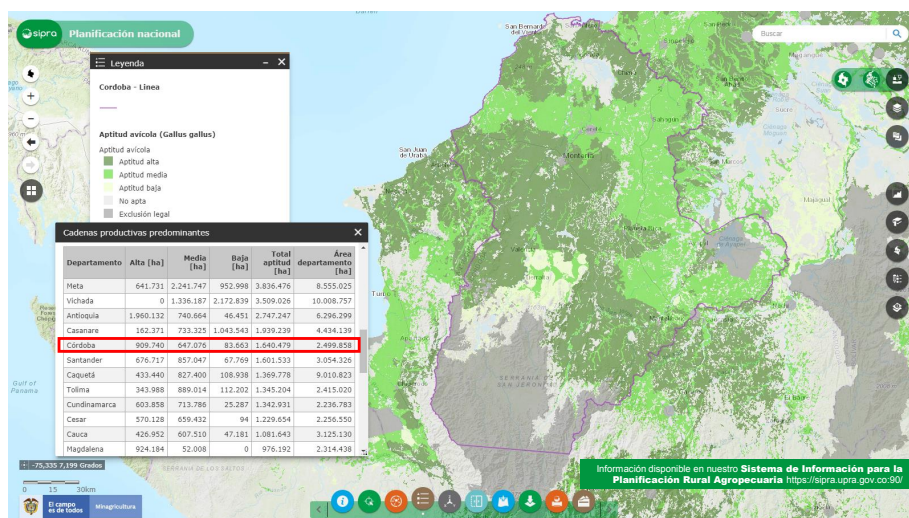 sipra
Planificación nacional
Buscar
Leyenda
Cordoba - Linea
Aptitud avícola (Gallus gallus)
Aptitud avícola
Aptitud alta
Aptitud media
Aptitud baja
No apta
Exclusión legal
Cadenas productivas predominantes
Departamento Alta [ha] Media [ha] Baja [ha] Total aptitud [ha] Área departamento [ha]
Meta 641.731 2.241.747 952.998 3.836.476 8.555.025
Vichada 0 1.336.187 2.172.839 3.509.026 10.008.757
Antioquia 1.960.132 740.664 46.451 2.747.247 6.296.299
Casanare 162.371 733.325 1.043.543 1.939.239 4.434.139
Córdoba 909.740 647.076 83.663 1.640.479 2.499.858
Santander 676.717 857.047 67.769 1.601.533 3.054.326
Caquetá 433.440 827.400 108.938 1.369.778 9.010.823
Tolima 343.988 889.014 112.202 1.345.204 2.415.020
Cundinamarca 603.858 713.786 25.287 1.342.931 2.236.783
Cesar 570.128 659.432 94 1.229.654 2.256.550
Cauca 426.952 607.510 47.181 1.081.643 3.125.130
Magdalena 924.184 52.008 0 976.192 2.314.438
San Bernardo
del Viento
San Juan
de Urabá
Montería
Gulf of
Panama
-75,335 7,199 Grados
0 15 30km
El campo
es de todos
Minagricultura
Información disponible en nuestro Sistema de Información para la
Planificación Rural Agropecuaria https://sipra.upra.gov.co:90/